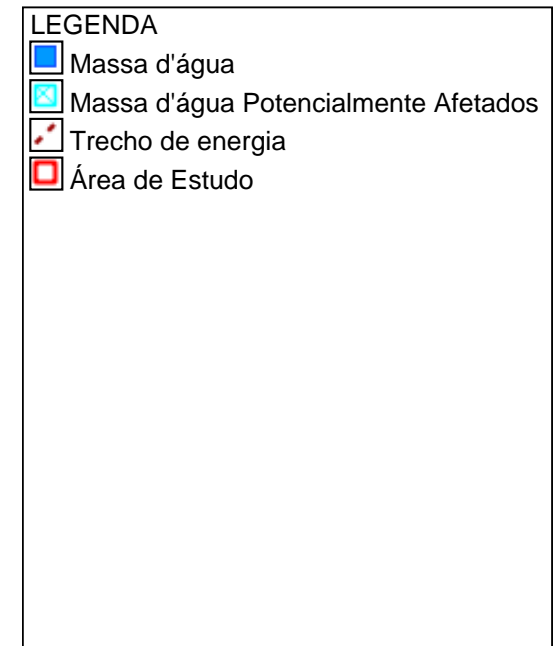 LEGENDA
Massa d'água
Massa d'água Potencialmente Afetados
Trecho de energia
Área de Estudo